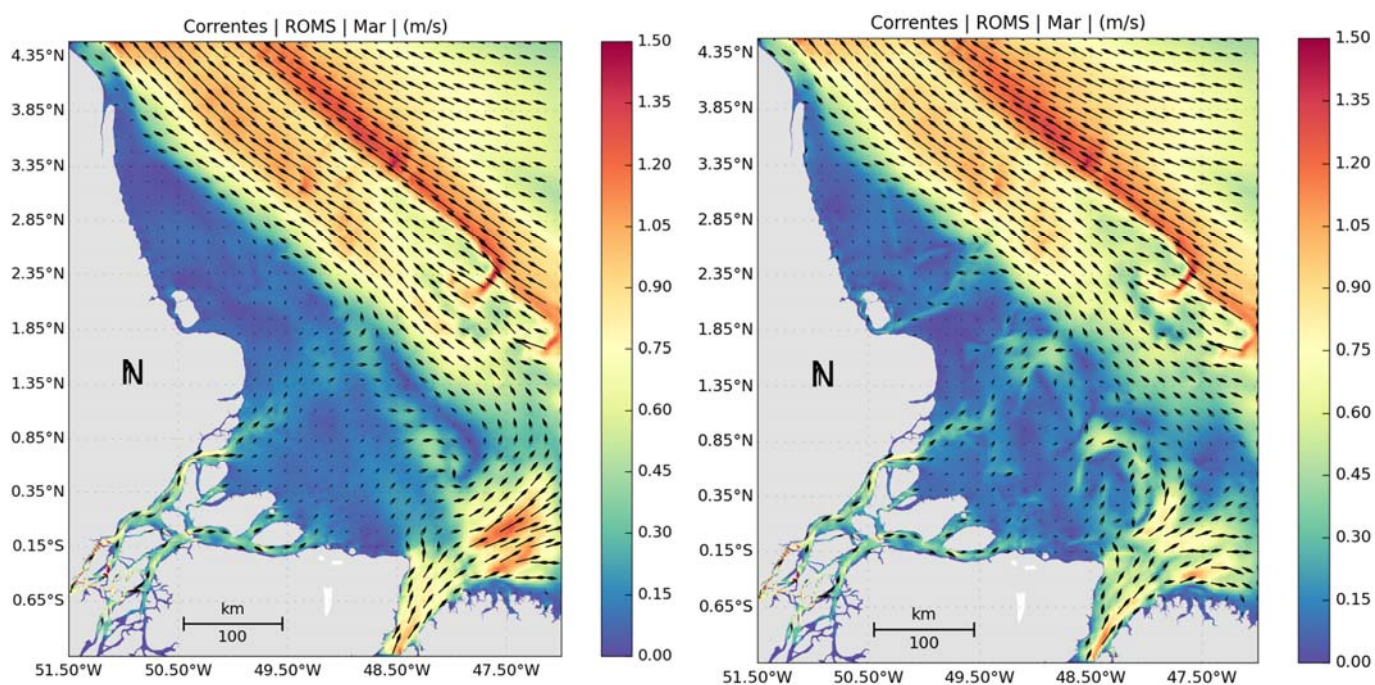 Correntes | ROMS | Mar | (m/s)
4.35°N
3.85°N
3.35°N
2.85°N
2.35°N
1.85°N
1.35°N
0.85°N
0.35°N
0.15°S
0.65°S
N
km
100
51.50°W 50.50°W 49.50°W 48.50°W 47.50°W
1.50
1.35
1.20
1.05
0.90
0.75
0.60
0.45
0.30
0.15
0.00
Correntes | ROMS | Mar | (m/s)
4.35°N
3.85°N
3.35°N
2.85°N
2.35°N
1.85°N
1.35°N
0.85°N
0.35°N
0.15°S
0.65°S
N
km
100
51.50°W 50.50°W 49.50°W 48.50°W 47.50°W
1.50
1.35
1.20
1.05
0.90
0.75
0.60
0.45
0.30
0.15
0.00